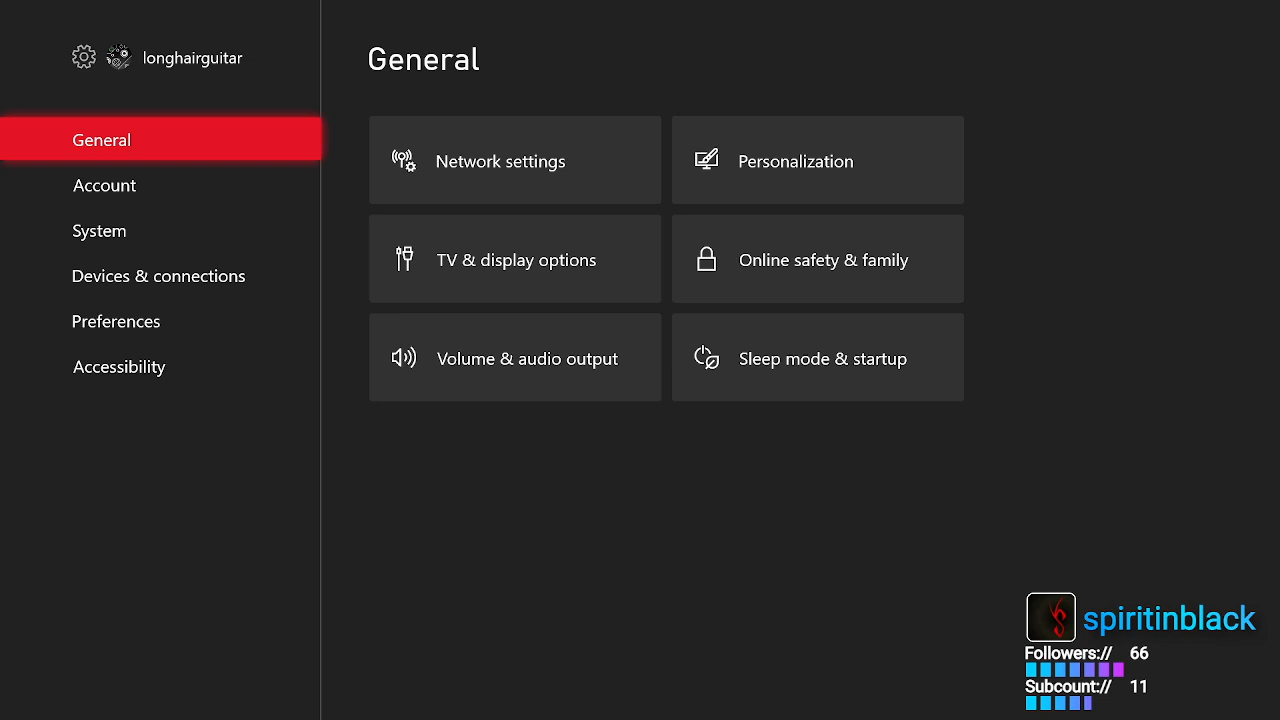 longhairguitar
General
Account
System
Devices & connections
Preferences
Accessibility
General
Network settings
Personalization
TV & display options
Online safety & family
Volume & audio output
Sleep mode & startup
spiritinblack
Followers:// 66
Subcount:// 11